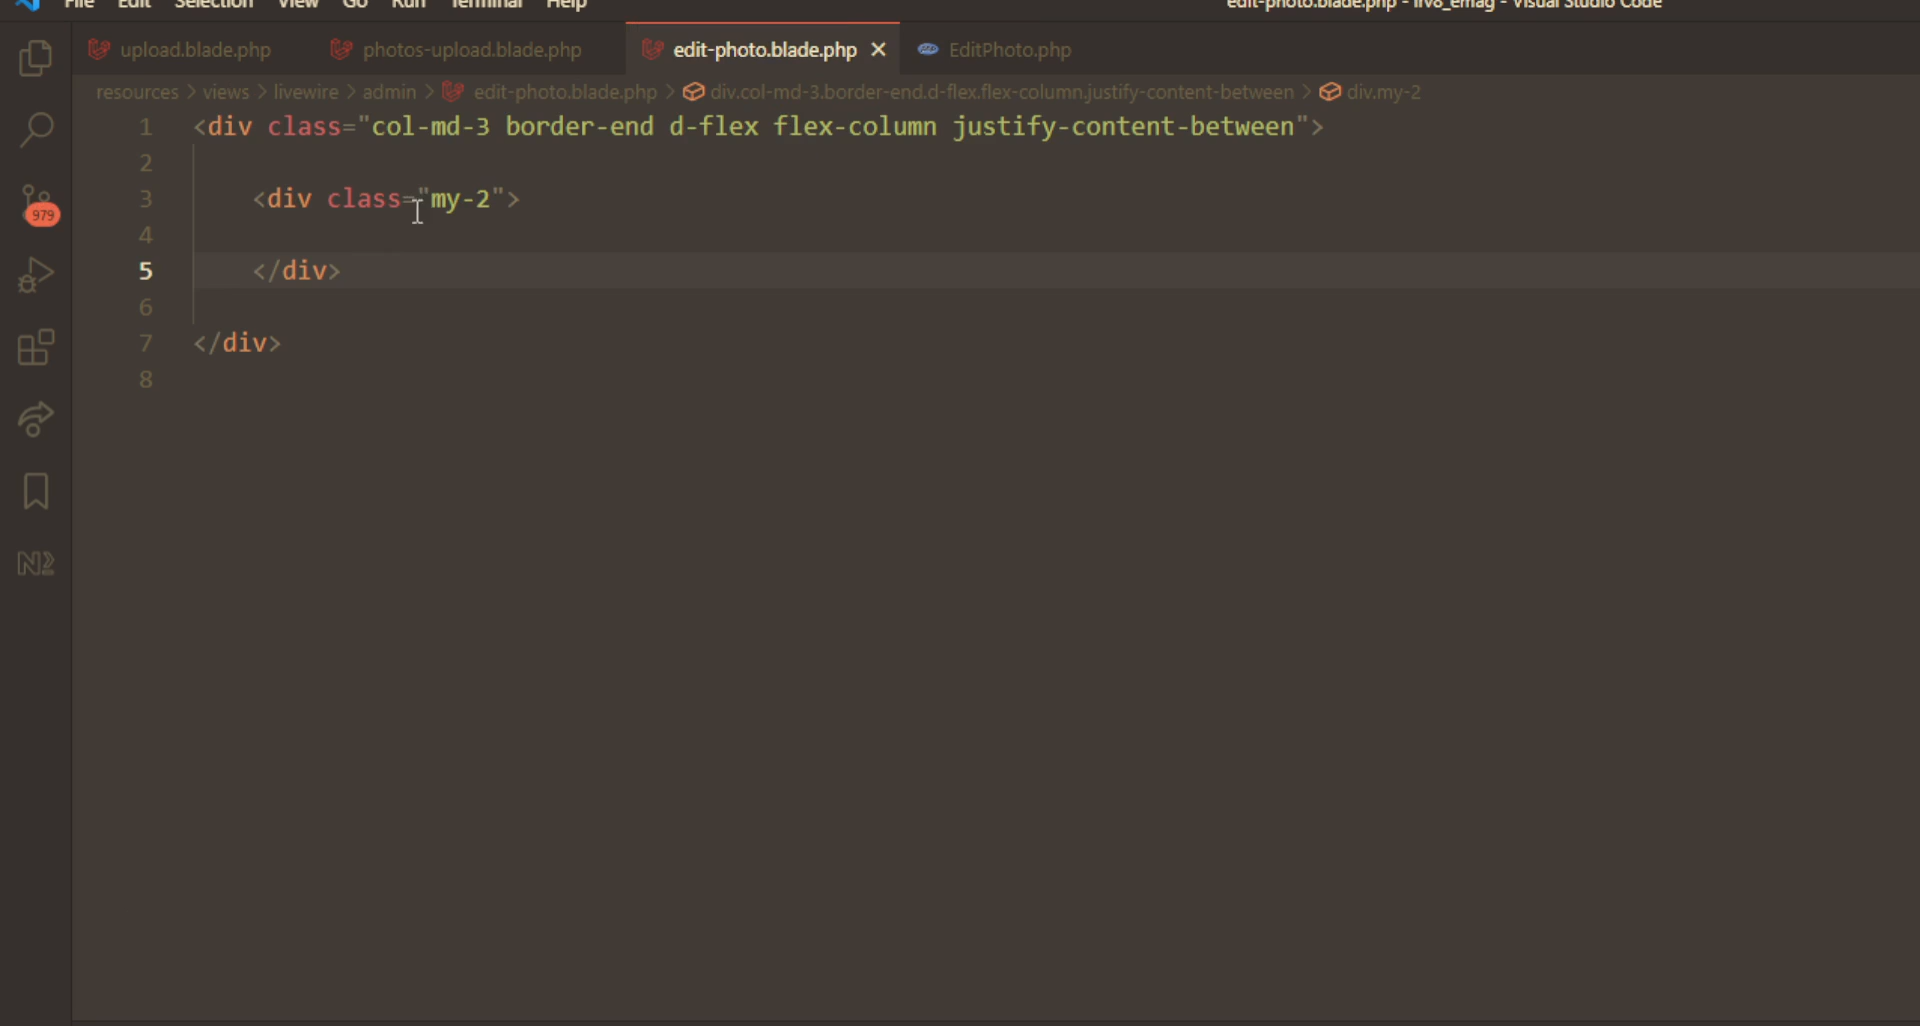 File Edit Selection View Go Run Terminal Help
edit-photo.blade.php - lrv8_emag - Visual Studio Code
upload.blade.php
photos-upload.blade.php
edit-photo.blade.php
EditPhoto.php
resources > views > livewire > admin > edit-photo.blade.php > div.col-md-3.border-end.d-flex.flex-column.justify-content-between > div.my-2
1 <div class="col-md-3 border-end d-flex flex-column justify-content-between">
2
3 <div class="my-2">
4
5 </div>
6
7 </div>
8
979